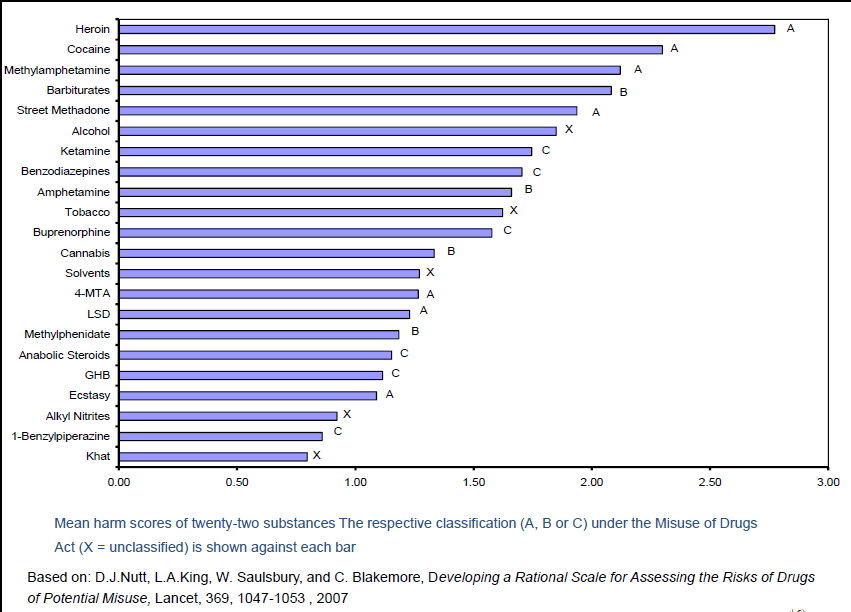 Heroin A
Cocaine A
Methylamphetamine A
Barbiturates B
Street Methadone A
Alcohol X
Ketamine C
Benzodiazepines C
Amphetamine B
Tobacco X
Buprenorphine C
Cannabis B
Solvents X
4-MTA A
LSD A
Methylphenidate B
Anabolic Steroids C
GHB C
Ecstasy A
Alkyl Nitrites X
1-Benzylpiperazine C
Khat X
0.00 0.50 1.00 1.50 2.00 2.50 3.00
Mean harm scores of twenty-two substances The respective classification (A, B or C) under the Misuse of Drugs
Act (X = unclassified) is shown against each bar
Based on: D.J.Nutt, L.A.King, W. Saulsbury, and C. Blakemore, Developing a Rational Scale for Assessing the Risks of Drugs
of Potential Misuse, Lancet, 369, 1047-1053 , 2007